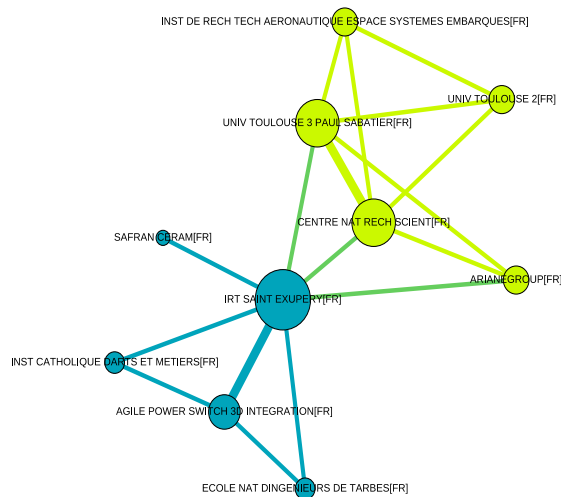 INST DE RECH TECH AERONAUTIQUE ESPACE SYSTEMES EMBARQUES[FR]
UNIV TOULOUSE 2[FR]
UNIV TOULOUSE 3 PAUL SABATIER[FR]
CENTRE NAT RECH SCIENT[FR]
SAFRAN CERAM[FR]
ARIANEGROUP[FR]
IRT SAINT EXUPERY[FR]
INST CATHOLIQUE DARTS ET METIERS[FR]
AGILE POWER SWITCH 3D INTEGRATION[FR]
ECOLE NAT DINGENIEURS DE TARBES[FR]